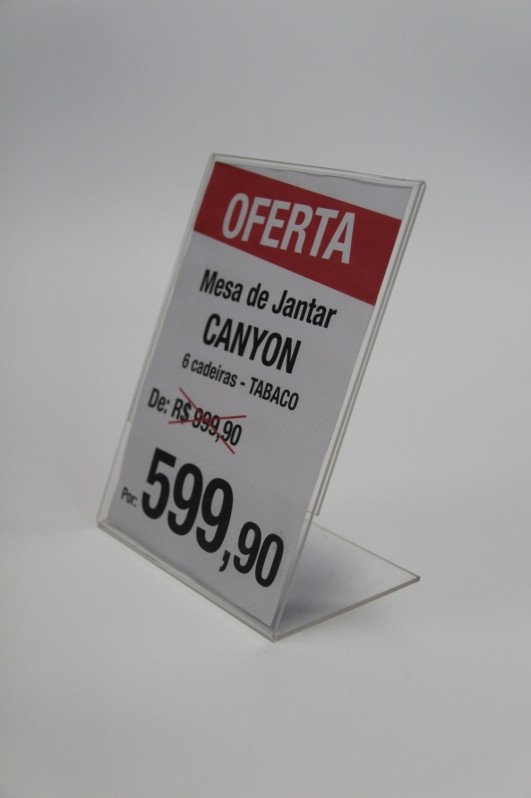 OFERTA
Mesa de Jantar
CANYON
6 cadeiras - TABACO
De: R$ 999,90
Por: 599,90